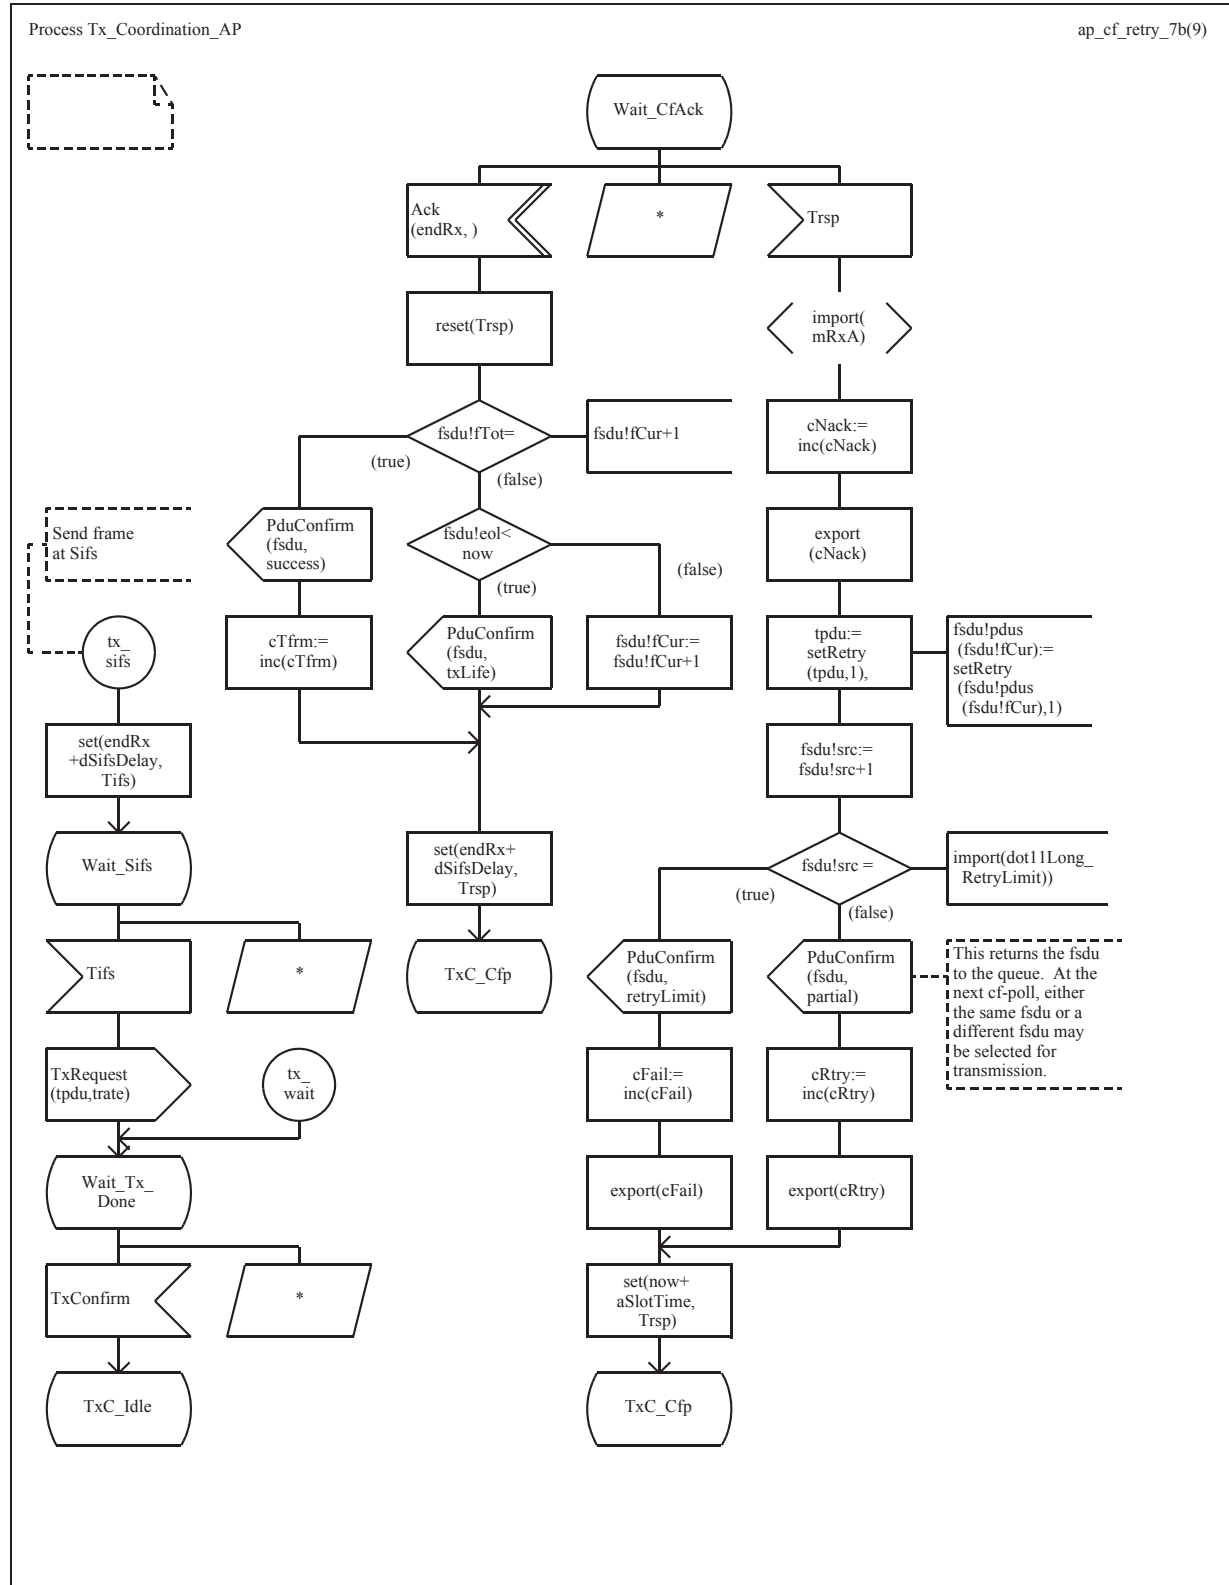 Process Tx_Coordination_AP
ap_cf_retry_7b(9)
Wait_CfAck
Ack
(endRx, )
*
Trsp
reset(Trsp)
import(
mRxA)
fsdu!fTot=
fsdu!fCur+1
(true)
(false)
cNack:=
inc(cNack)
Send frame
at Sifs
PduConfirm
(fsdu,
success)
fsdu!eol<
now
(true)
(false)
export
(cNack)
tx_
sifs
cTfrm:=
inc(cTfrm)
PduConfirm
(fsdu,
txLife)
fsdu!fCur:=
fsdu!fCur+1
tpdu:=
setRetry
(tpdu,1),
fsdu!pdus
(fsdu!fCur):=
setRetry
(fsdu!pdus
(fsdu!fCur),1)
set(endRx
+dSifsDelay,
Tifs)
fsdu!src:=
fsdu!src+1
Wait_Sifs
set(endRx+
dSifsDelay,
Trsp)
fsdu!src =
import(dot11Long_
RetryLimit))
(true)
(false)
Tifs
*
TxC_Cfp
PduConfirm
(fsdu,
retryLimit)
PduConfirm
(fsdu,
partial)
This returns the fsdu
to the queue. At the
next cf-poll, either
the same fsdu or a
different fsdu may
be selected for
transmission.
TxRequest
(tpdu,trate)
tx_
wait
cFail:=
inc(cFail)
cRtry:=
inc(cRtry)
Wait_Tx_
Done
export(cFail)
export(cRtry)
TxConfirm
*
set(now+
aSlotTime,
Trsp)
TxC_Idle
TxC_Cfp